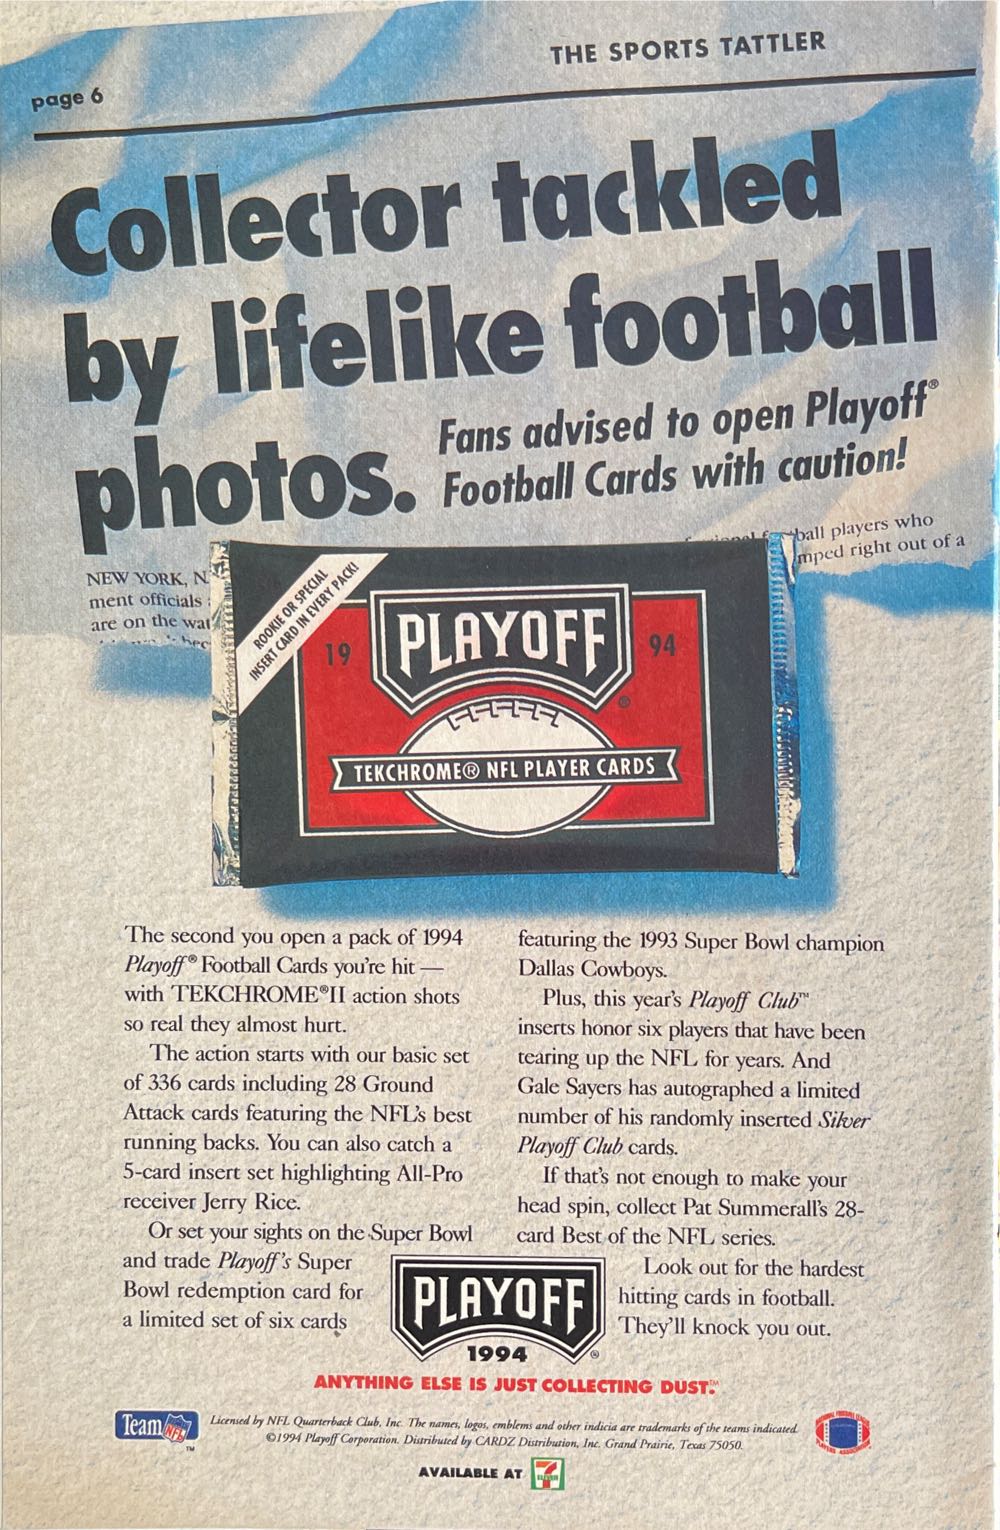 THE SPORTS TATTLER
page 6
Collector tackled
by lifelike football
photos.
Fans advised to open Playoff®
Football Cards with caution!
ball players who
mped right out of a
NEW YORK, N
ment officials
are on the wat
ROOKIE OR SPECIAL
INSERT CARD IN EVERY PACK!
19 PLAYOFF 94
®
TEKCHROME® NFL PLAYER CARDS
The second you open a pack of 1994
Playoff® Football Cards you're hit —
with TEKCHROME®II action shots
so real they almost hurt.
The action starts with our basic set
of 336 cards including 28 Ground
Attack cards featuring the NFL's best
running backs. You can also catch a
5-card insert set highlighting All-Pro
receiver Jerry Rice.
Or set your sights on the Super Bowl
and trade Playoff's Super
Bowl redemption card for
a limited set of six cards
featuring the 1993 Super Bowl champion
Dallas Cowboys.
Plus, this year's Playoff Club™
inserts honor six players that have been
tearing up the NFL for years. And
Gale Sayers has autographed a limited
number of his randomly inserted Silver
Playoff Club cards.
If that's not enough to make your
head spin, collect Pat Summerall's 28-
card Best of the NFL series.
Look out for the hardest
hitting cards in football.
They'll knock you out.
PLAYOFF
1994 ®
ANYTHING ELSE IS JUST COLLECTING DUST.™
Team NFL ™
Licensed by NFL Quarterback Club, Inc. The names, logos, emblems and other indicia are trademarks of the teams indicated.
©1994 Playoff Corporation. Distributed by CARDZ Distribution, Inc. Grand Prairie, Texas 75050.
NATIONAL FOOTBALL LEAGUE
PLAYERS ASSOCIATION
AVAILABLE AT 7 ELEVEN